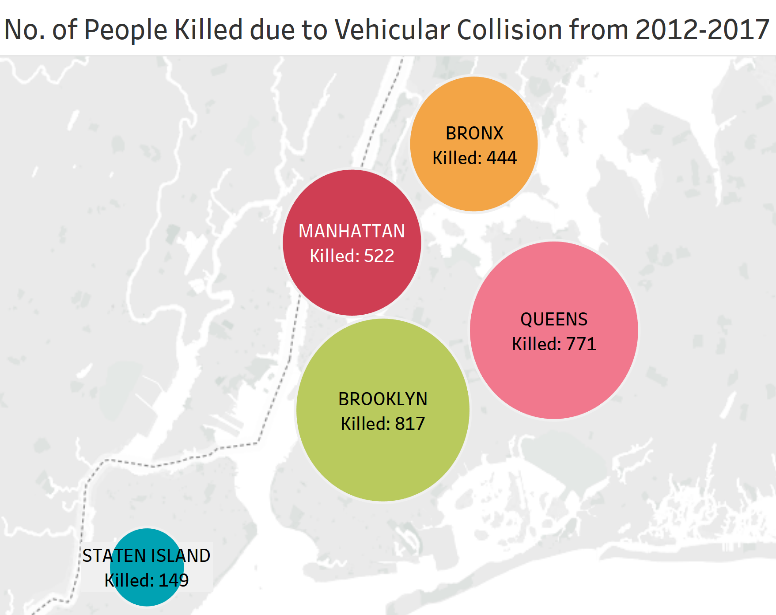 No. of People Killed due to Vehicular Collision from 2012-2017
BRONX
Killed: 444
MANHATTAN
Killed: 522
QUEENS
Killed: 771
BROOKLYN
Killed: 817
STATEN ISLAND
Killed: 149